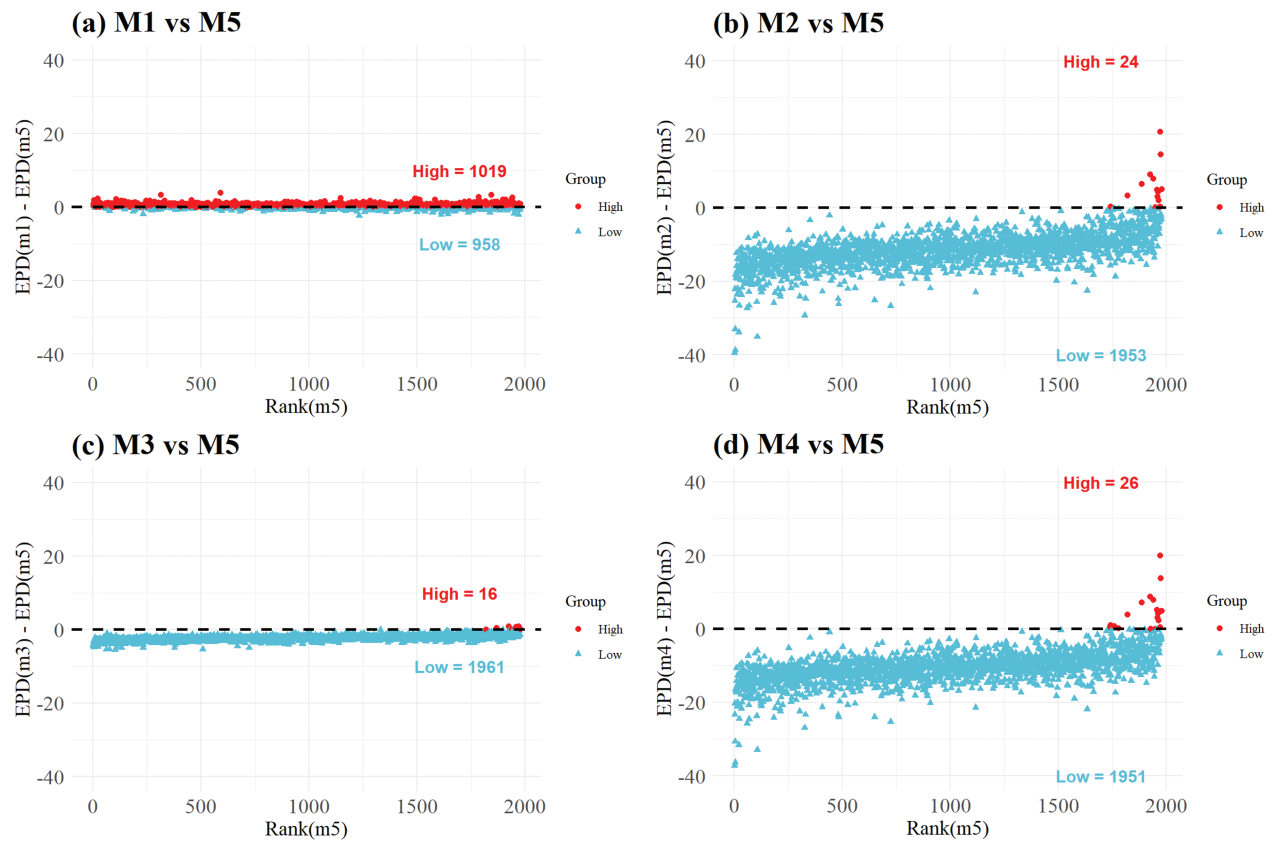 (a) M1 vs M5
EPD(m1) - EPD(m5)
40
20
0
-20
-40
High = 1019
Low = 958
0 500 1000 1500 2000
Rank(m5)
Group
High
Low
(b) M2 vs M5
EPD(m2) - EPD(m5)
40
20
0
-20
-40
High = 24
Low = 1953
0 500 1000 1500 2000
Rank(m5)
Group
High
Low
(c) M3 vs M5
EPD(m3) - EPD(m5)
40
20
0
-20
-40
High = 16
Low = 1961
0 500 1000 1500 2000
Rank(m5)
Group
High
Low
(d) M4 vs M5
EPD(m4) - EPD(m5)
40
20
0
-20
-40
High = 26
Low = 1951
0 500 1000 1500 2000
Rank(m5)
Group
High
Low